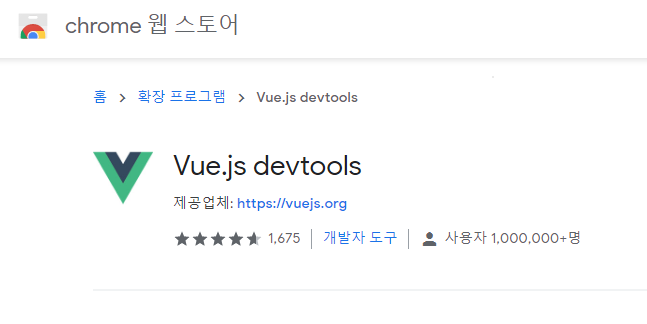 chrome 웹 스토어
홈 > 확장 프로그램 > Vue.js devtools
Vue.js devtools
제공업체: https://vuejs.org
1,675 | 개발자 도구 | 사용자 1,000,000+명